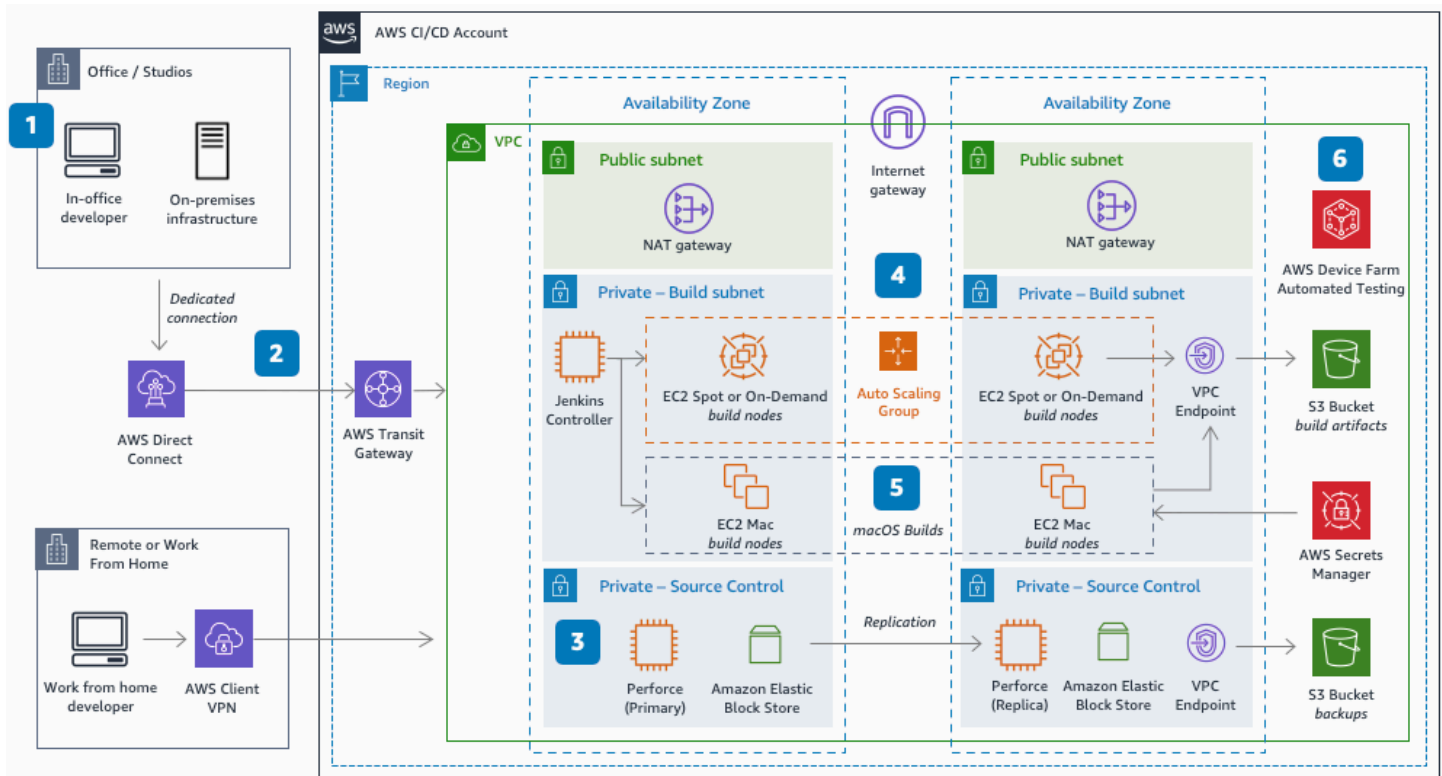 aws
AWS CI/CD Account
Office / Studios
Region
Availability Zone
Availability Zone
1
In-office
developer
On-premises
infrastructure
VPC
Public subnet
NAT gateway
Internet
gateway
Public subnet
NAT gateway
6
AWS Device Farm
Automated Testing
Dedicated
connection
2
AWS Direct
Connect
AWS Transit
Gateway
Private – Build subnet
4
Private – Build subnet
Jenkins
Controller
EC2 Spot or On-Demand
build nodes
Auto Scaling
Group
EC2 Spot or On-Demand
build nodes
VPC
Endpoint
S3 Bucket
build artifacts
EC2 Mac
build nodes
5
macOS Builds
EC2 Mac
build nodes
AWS Secrets
Manager
Remote or Work
From Home
Work from home
developer
AWS Client
VPN
Private – Source Control
3
Perforce
(Primary)
Amazon Elastic
Block Store
Replication
Private – Source Control
Perforce
(Replica)
Amazon Elastic
Block Store
VPC
Endpoint
S3 Bucket
backups